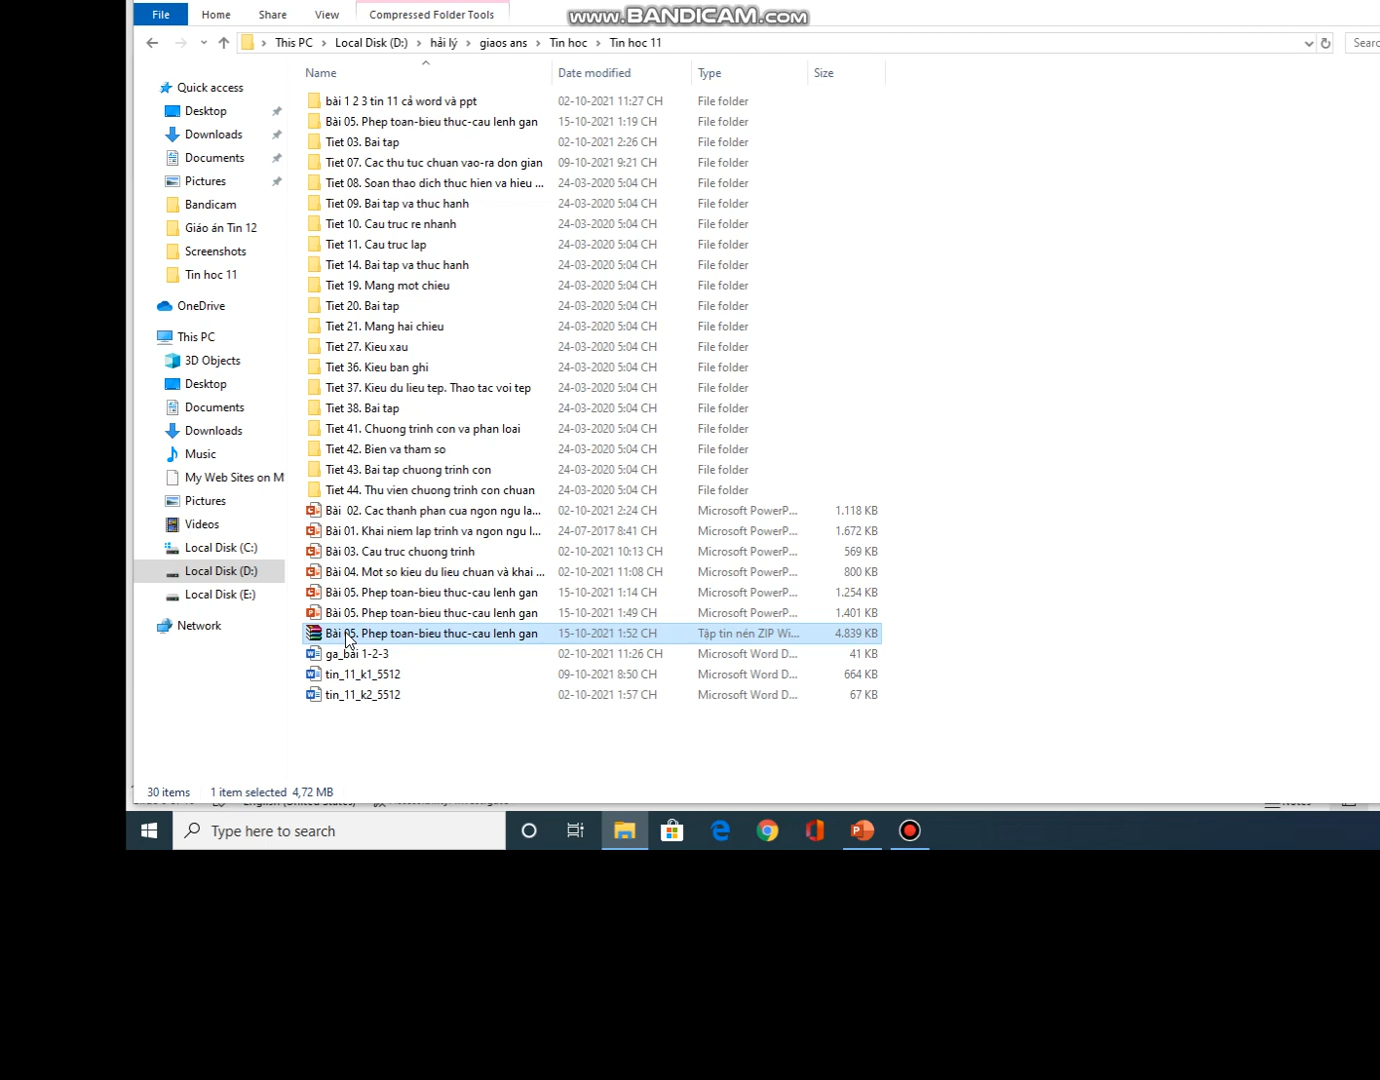 www.BANDICAM.com
File Home Share View Compressed Folder Tools
This PC Local Disk (D:) hải lý giaos ans Tin hoc Tin hoc 11 Searc
Name Date modified Type Size
Quick access
Desktop
Downloads
Documents
Pictures
Bandicam
Giáo án Tin 12
Screenshots
Tin hoc 11
OneDrive
This PC
3D Objects
Desktop
Documents
Downloads
Music
My Web Sites on M
Pictures
Videos
Local Disk (C:)
Local Disk (D:)
Local Disk (E:)
Network
bài 1 2 3 tin 11 cả word và ppt 02-10-2021 11:27 CH File folder
Bài 05. Phep toan-bieu thuc-cau lenh gan 15-10-2021 1:19 CH File folder
Tiet 03. Bai tap 02-10-2021 2:26 CH File folder
Tiet 07. Cac thu tuc chuan vao-ra don gian 09-10-2021 9:21 CH File folder
Tiet 08. Soan thao dich thuc hien va hieu ... 24-03-2020 5:04 CH File folder
Tiet 09. Bai tap va thuc hanh 24-03-2020 5:04 CH File folder
Tiet 10. Cau truc re nhanh 24-03-2020 5:04 CH File folder
Tiet 11. Cau truc lap 24-03-2020 5:04 CH File folder
Tiet 14. Bai tap va thuc hanh 24-03-2020 5:04 CH File folder
Tiet 19. Mang mot chieu 24-03-2020 5:04 CH File folder
Tiet 20. Bai tap 24-03-2020 5:04 CH File folder
Tiet 21. Mang hai chieu 24-03-2020 5:04 CH File folder
Tiet 27. Kieu xau 24-03-2020 5:04 CH File folder
Tiet 36. Kieu ban ghi 24-03-2020 5:04 CH File folder
Tiet 37. Kieu du lieu tep. Thao tac voi tep 24-03-2020 5:04 CH File folder
Tiet 38. Bai tap 24-03-2020 5:04 CH File folder
Tiet 41. Chuong trinh con va phan loai 24-03-2020 5:04 CH File folder
Tiet 42. Bien va tham so 24-03-2020 5:04 CH File folder
Tiet 43. Bai tap chuong trinh con 24-03-2020 5:04 CH File folder
Tiet 44. Thu vien chuong trinh con chuan 24-03-2020 5:04 CH File folder
Bài 02. Cac thanh phan cua ngon ngu la... 02-10-2021 2:24 CH Microsoft PowerP... 1.118 KB
Bài 01. Khai niem lap trinh va ngon ngu l... 24-07-2017 8:41 CH Microsoft PowerP... 1.672 KB
Bài 03. Cau truc chuong trinh 02-10-2021 10:13 CH Microsoft PowerP... 569 KB
Bài 04. Mot so kieu du lieu chuẩn và khai ... 02-10-2021 11:08 CH Microsoft PowerP... 800 KB
Bài 05. Phep toan-bieu thuc-cau lenh gan 15-10-2021 1:14 CH Microsoft PowerP... 1.254 KB
Bài 05. Phep toan-bieu thuc-cau lenh gan 15-10-2021 1:49 CH Microsoft PowerP... 1.401 KB
Bài 05. Phep toan-bieu thuc-cau lenh gan 15-10-2021 1:52 CH Tập tin nén ZIP Wi... 4.839 KB
ga_bài 1-2-3 02-10-2021 11:26 CH Microsoft Word D... 41 KB
tin_11_k1_5512 09-10-2021 8:50 CH Microsoft Word D... 664 KB
tin_11_k2_5512 02-10-2021 1:57 CH Microsoft Word D... 67 KB
30 items 1 item selected 4,72 MB
Type here to search